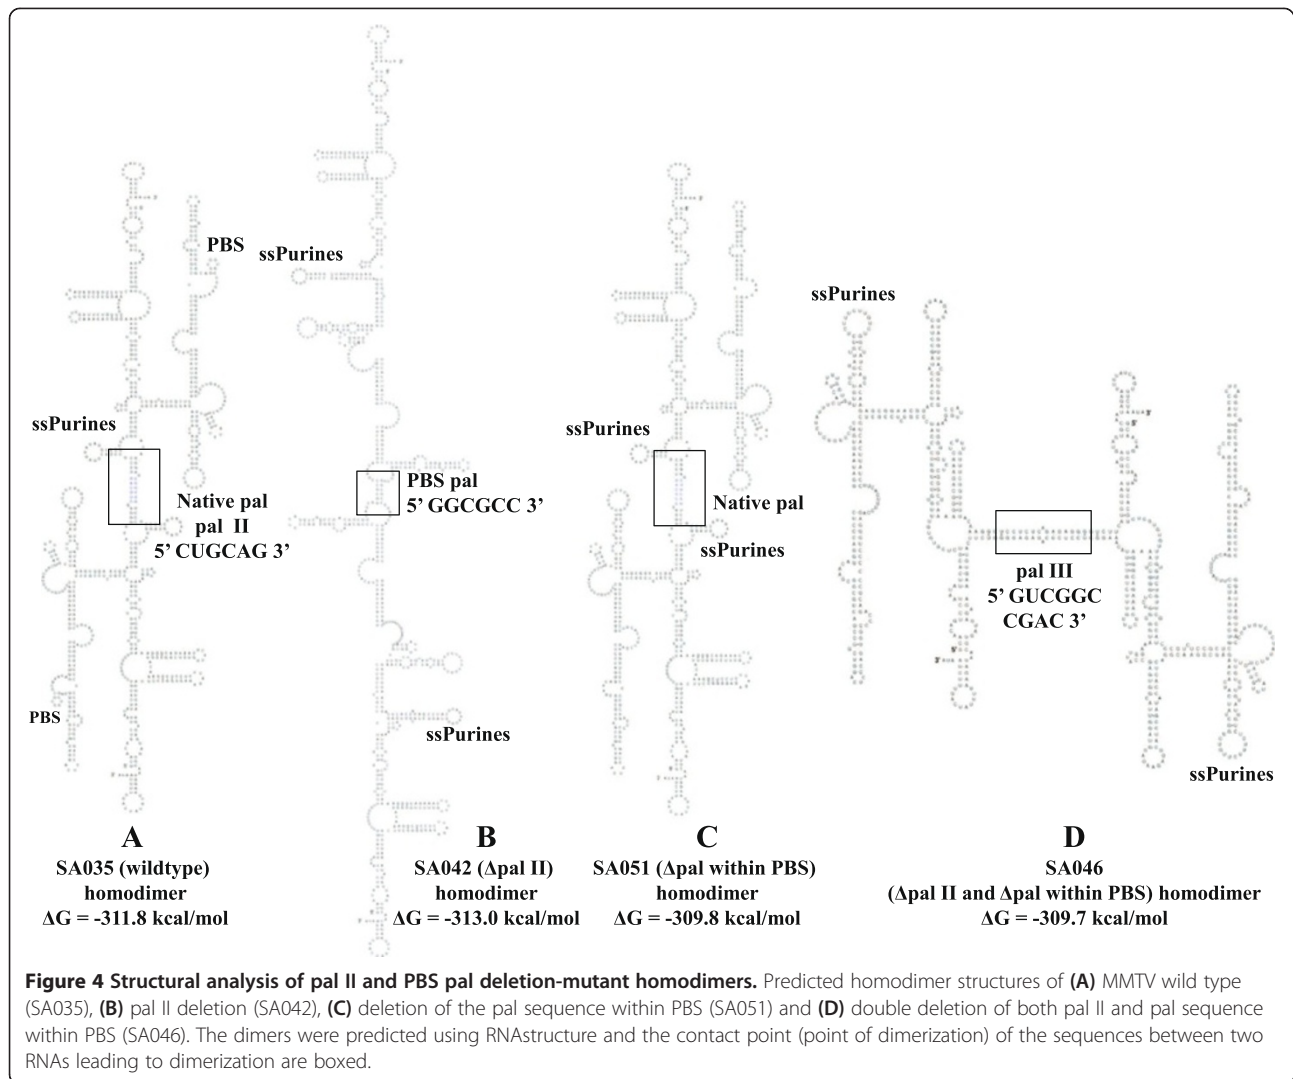 PBS
ssPurines
ssPurines
ssPurines
ssPurines
Native pal
pal II
5’ CUGCAG 3’
PBS pal
5’ GGCGCC 3’
Native pal
ssPurines
pal III
5’ GUCGGC
CGAC 3’
PBS
ssPurines
ssPurines
A
SA035 (wildtype)
homodimer
ΔG = -311.8 kcal/mol
B
SA042 (Δpal II)
homodimer
ΔG = -313.0 kcal/mol
C
SA051 (Δpal within PBS)
homodimer
ΔG = -309.8 kcal/mol
D
SA046
(Δpal II and Δpal within PBS) homodimer
ΔG = -309.7 kcal/mol
Figure 4 Structural analysis of pal II and PBS pal deletion-mutant homodimers. Predicted homodimer structures of (A) MMTV wild type
(SA035), (B) pal II deletion (SA042), (C) deletion of the pal sequence within PBS (SA051) and (D) double deletion of both pal II and pal sequence
within PBS (SA046). The dimers were predicted using RNAstructure and the contact point (point of dimerization) of the sequences between two
RNAs leading to dimerization are boxed.